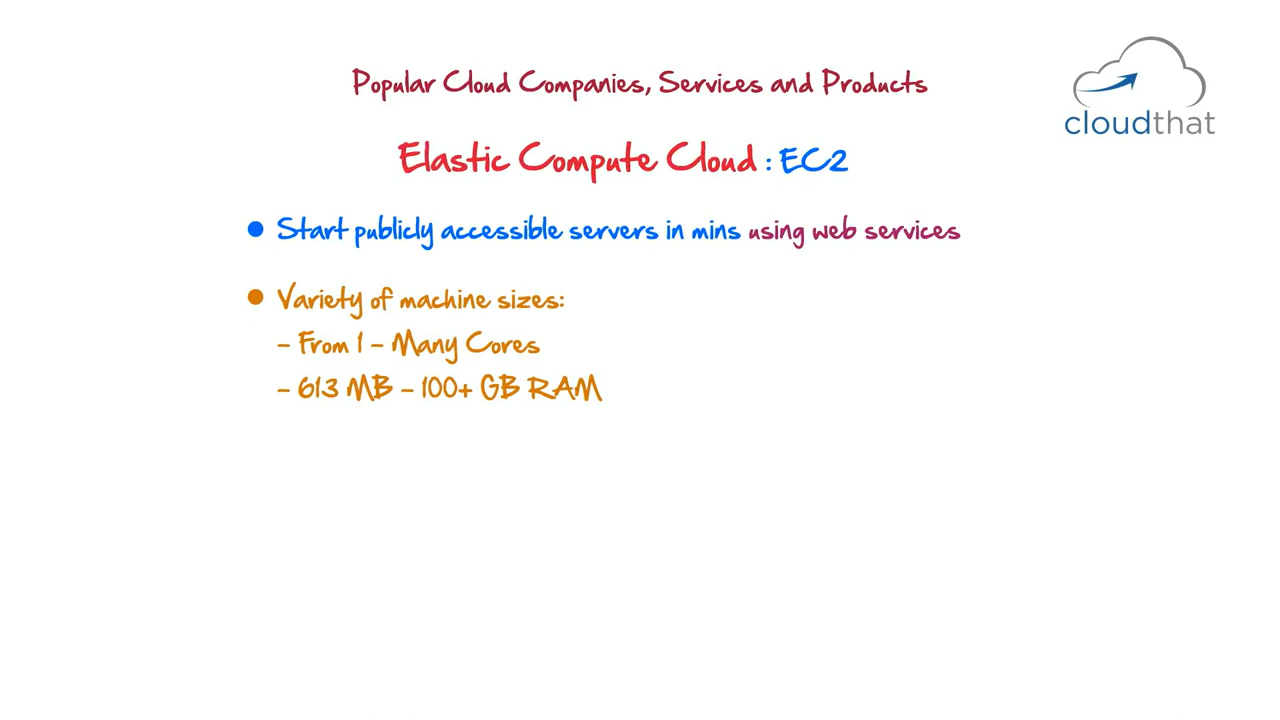 Popular Cloud Companies, Services and Products
cloudthat
Elastic Compute Cloud : EC2
● Start publicly accessible servers in mins using web services
● Variety of machine sizes:
- From 1 - Many Cores
- 613 MB - 100+ GB RAM